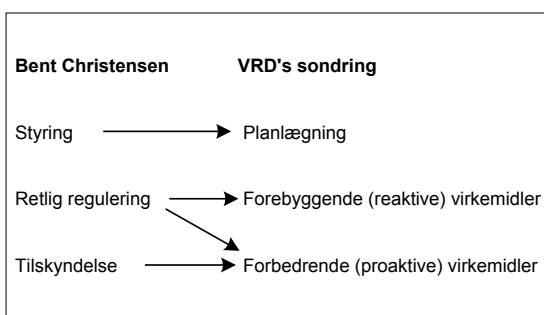 Bent Christensen VRD's sondring
Styring Planlægning
Retlig regulering Forebyggende (reaktive) virkemidler
Tilskyndelse Forbedrende (proaktive) virkemidler